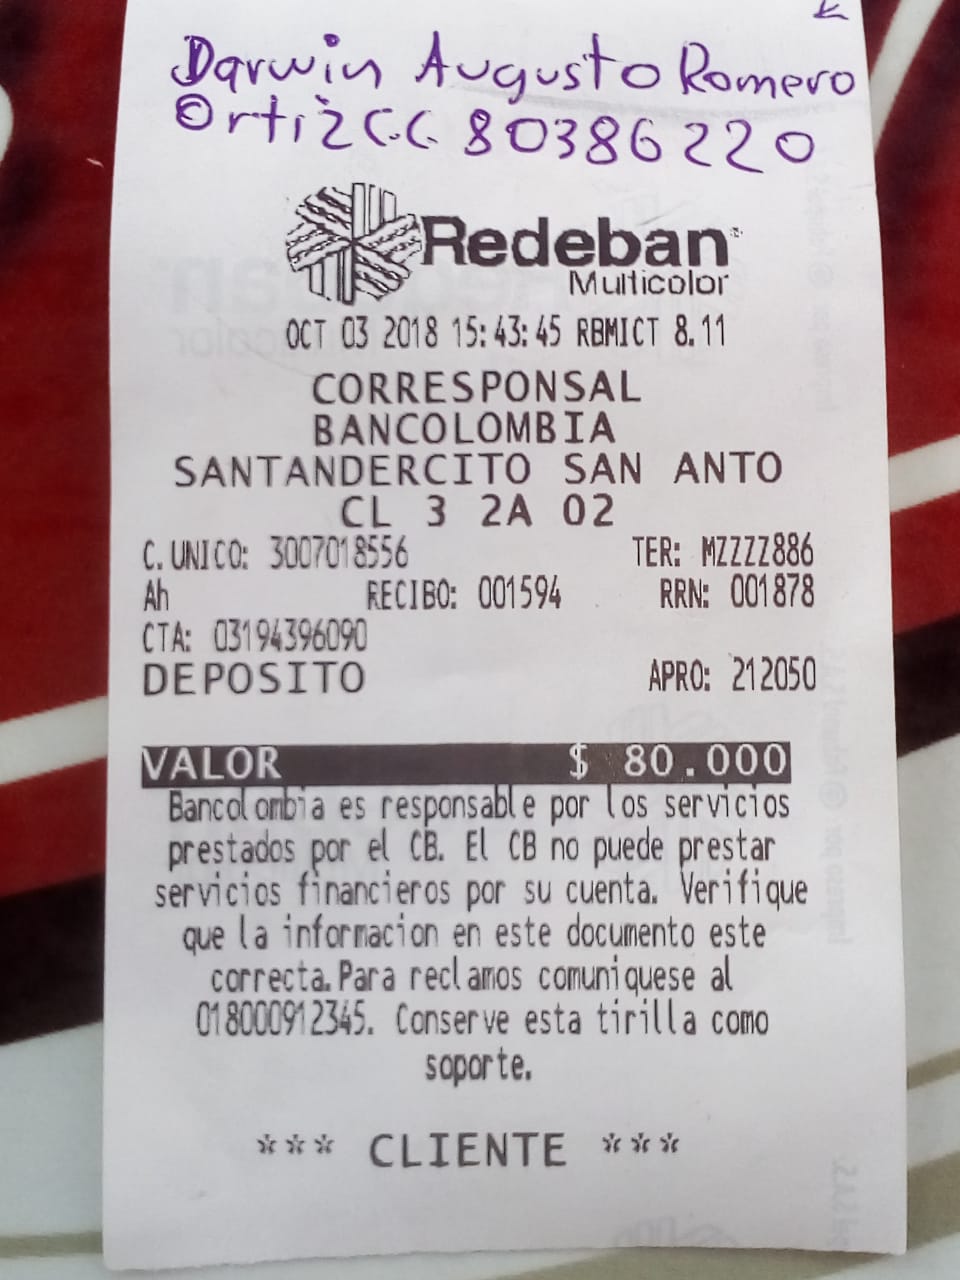 Darwin Augusto Romero
Ortiz C.C 80386220
Redeban
Multicolor
OCT 03 2018 15:43:45 RBMICT 8.11
CORRESPONSAL
BANCOLOMBIA
SANTANDERCITO SAN ANTO
CL 3 2A 02
C. UNICO: 3007018556 TER: MZZZZ886
Ah RECIBO: 001594 RRN: 001878
CTA: 03194396090
DEPOSITO APRO: 212050
VALOR $ 80.000
Bancolombia es responsable por los servicios
prestados por el CB. El CB no puede prestar
servicios financieros por su cuenta. Verifique
que la informacion en este documento este
correcta.Para reclamos comuniquese al
018000912345. Conserve esta tirilla como
soporte.
*** CLIENTE ***